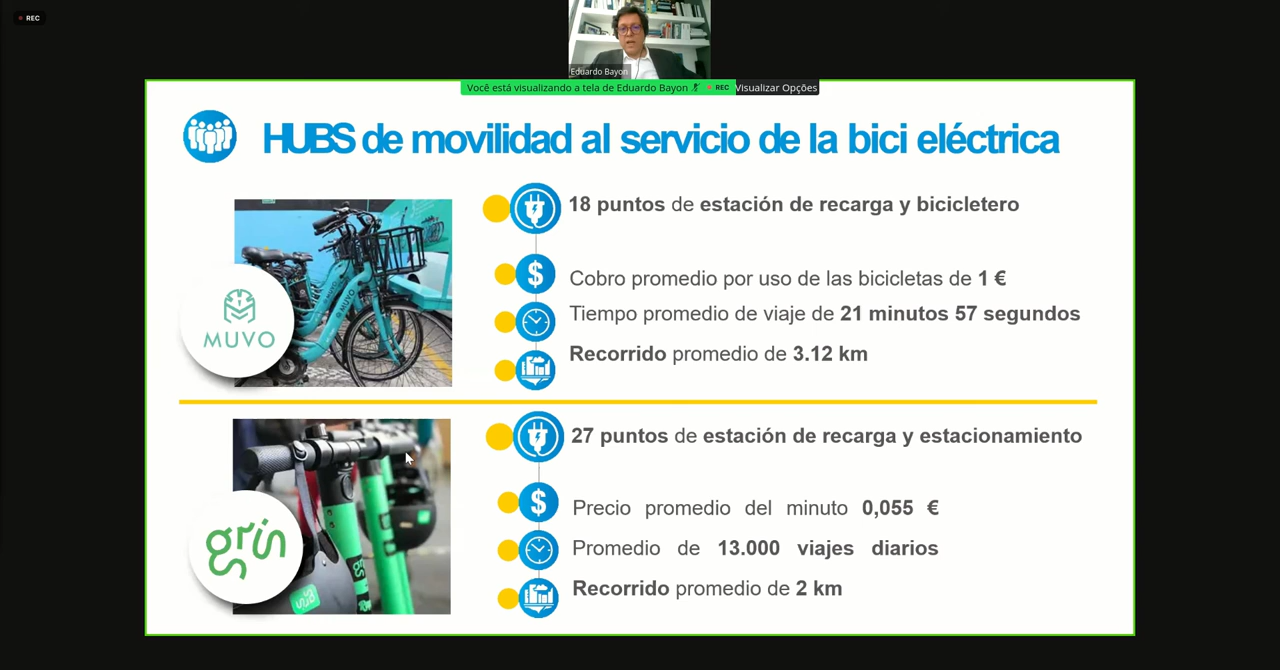 REC
Eduardo Bayon
Você está visualizando a tela de Eduardo Bayon
REC
Visualizar Opções
HUBS de movilidad al servicio de la bici eléctrica
18 puntos de estación de recarga y bicicletero
$
Cobro promedio por uso de las bicicletas de 1 €
Tiempo promedio de viaje de 21 minutos 57 segundos
Recorrido promedio de 3.12 km
MUVO
MUVO
27 puntos de estación de recarga y estacionamiento
$
Precio promedio del minuto 0,055 €
Promedio de 13.000 viajes diarios
Recorrido promedio de 2 km
grin